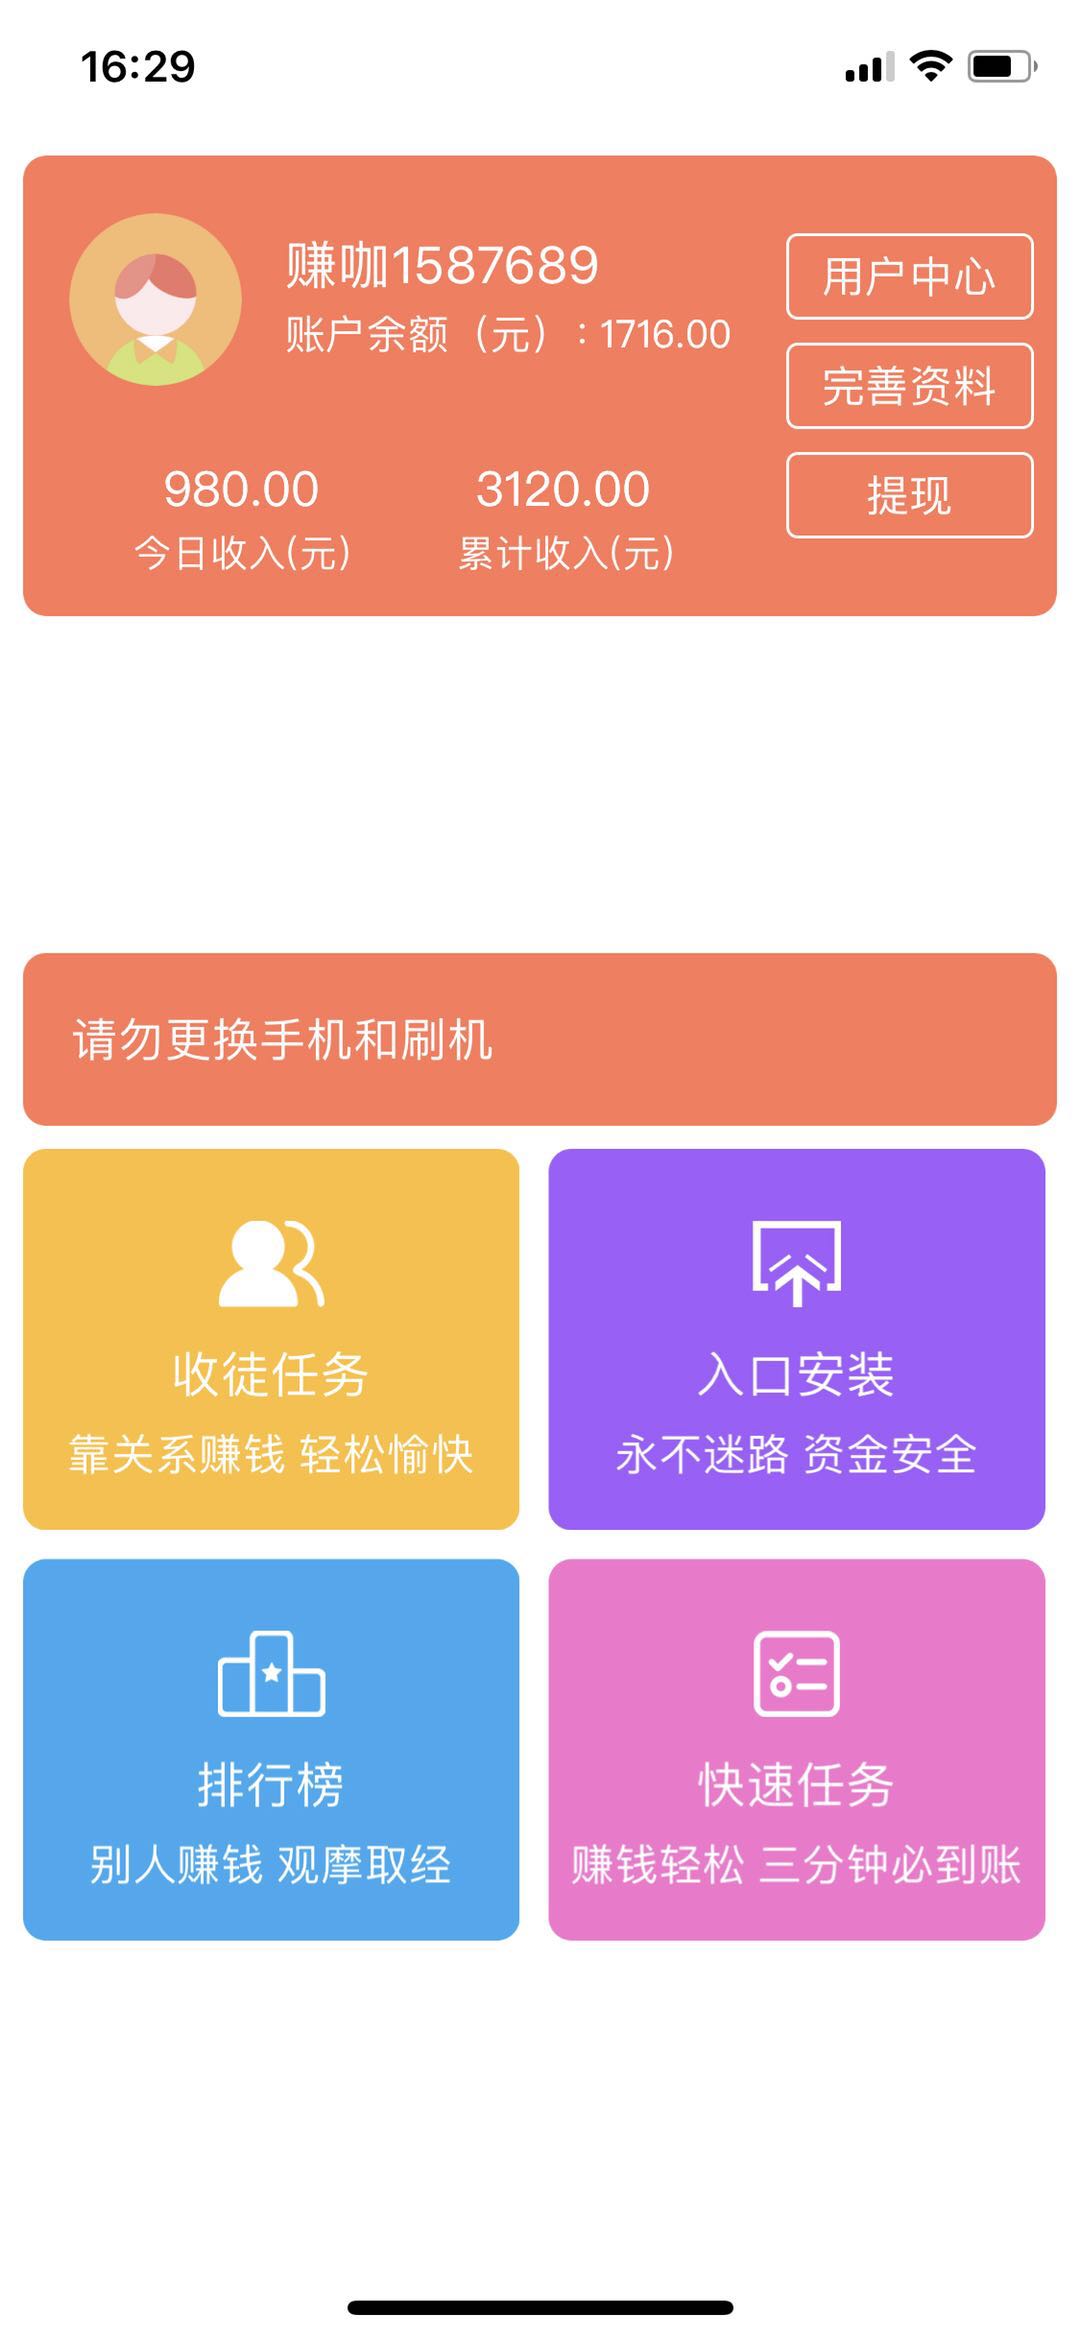 16:29
赚咖1587689
账户余额（元）: 1716.00
用户中心
完善资料
提现
980.00
今日收入(元)
3120.00
累计收入(元)
请勿更换手机和刷机
收徒任务
靠关系赚钱 轻松愉快
入口安装
永不迷路 资金安全
排行榜
别人赚钱 观摩取经
快速任务
赚钱轻松 三分钟必到账